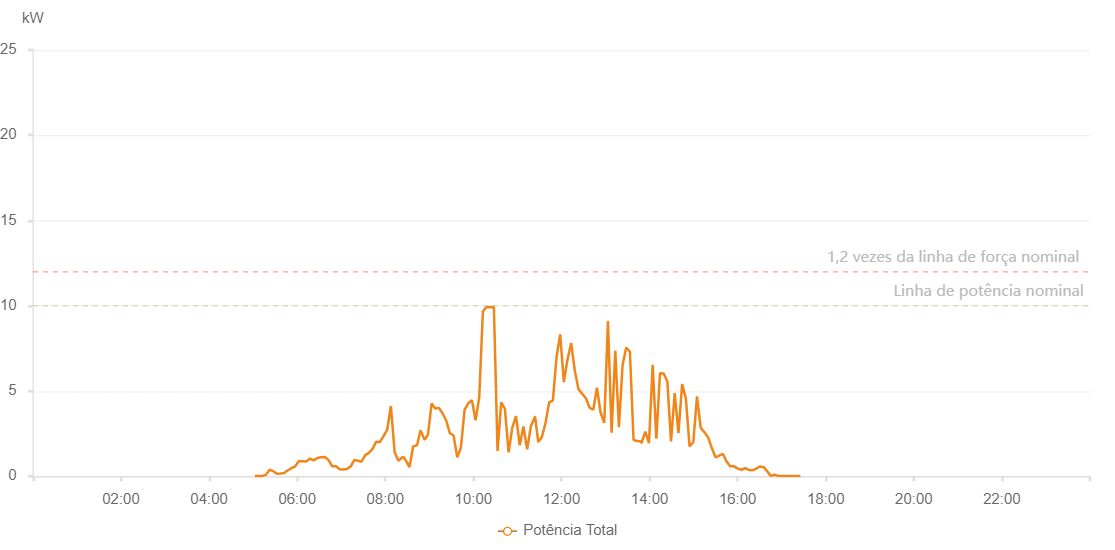 kW
25
20
15
1,2 vezes da linha de força nominal
Linha de potência nominal
10
5
0
02:00 04:00 06:00 08:00 10:00 12:00 14:00 16:00 18:00 20:00 22:00
Potência Total